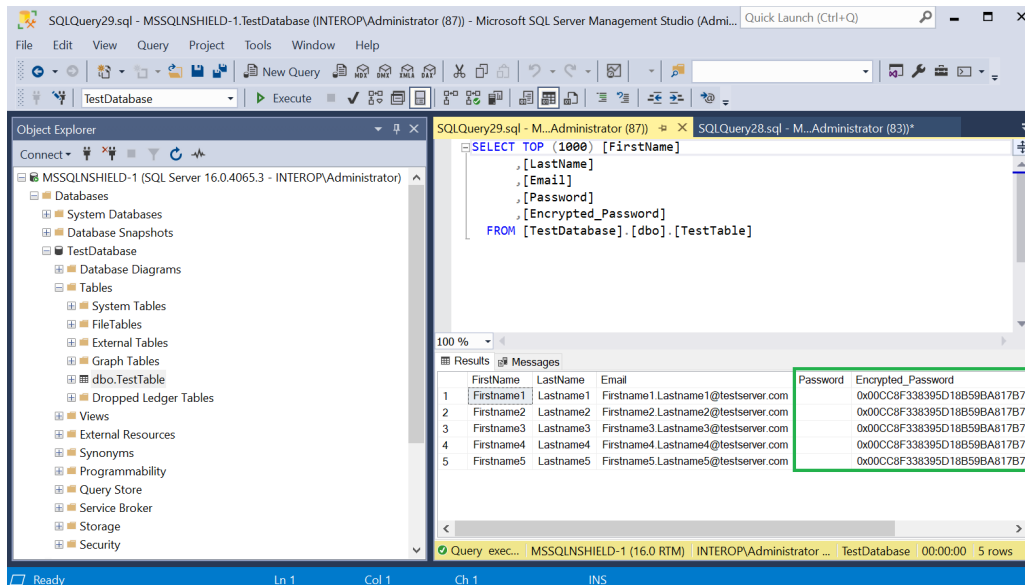 SQLQuery29.sql - MSSQLNSHIELD-1.TestDatabase (INTEROP\Administrator (87)) - Microsoft SQL Server Management Studio (Admi...
Quick Launch (Ctrl+Q)
File Edit View Query Project Tools Window Help
New Query MDX DMX XMLA DAX
TestDatabase Execute
Object Explorer
Connect
MSSQLNSHIELD-1 (SQL Server 16.0.4065.3 - INTEROP\Administrator)
Databases
System Databases
Database Snapshots
TestDatabase
Database Diagrams
Tables
System Tables
FileTables
External Tables
Graph Tables
dbo.TestTable
Dropped Ledger Tables
Views
External Resources
Synonyms
Programmability
Query Store
Service Broker
Storage
Security
SQLQuery29.sql - M...Administrator (87)) SQLQuery28.sql - M...Administrator (83))*
SELECT TOP (1000) [FirstName]
,[LastName]
,[Email]
,[Password]
,[Encrypted_Password]
FROM [TestDatabase].[dbo].[TestTable]
100 %
Results Messages
FirstName LastName Email Password Encrypted_Password
1 Firstname1 Lastname1 Firstname1.Lastname1@testserver.com 0x00CC8F338395D18B59BA817B7
2 Firstname2 Lastname2 Firstname2.Lastname2@testserver.com 0x00CC8F338395D18B59BA817B7
3 Firstname3 Lastname3 Firstname3.Lastname3@testserver.com 0x00CC8F338395D18B59BA817B7
4 Firstname4 Lastname4 Firstname4.Lastname4@testserver.com 0x00CC8F338395D18B59BA817B7
5 Firstname5 Lastname5 Firstname5.Lastname5@testserver.com 0x00CC8F338395D18B59BA817B7
Query exec... MSSQLNSHIELD-1 (16.0 RTM) INTEROP\Administrator ... TestDatabase 00:00:00 5 rows
Ready Ln 1 Col 1 Ch 1 INS